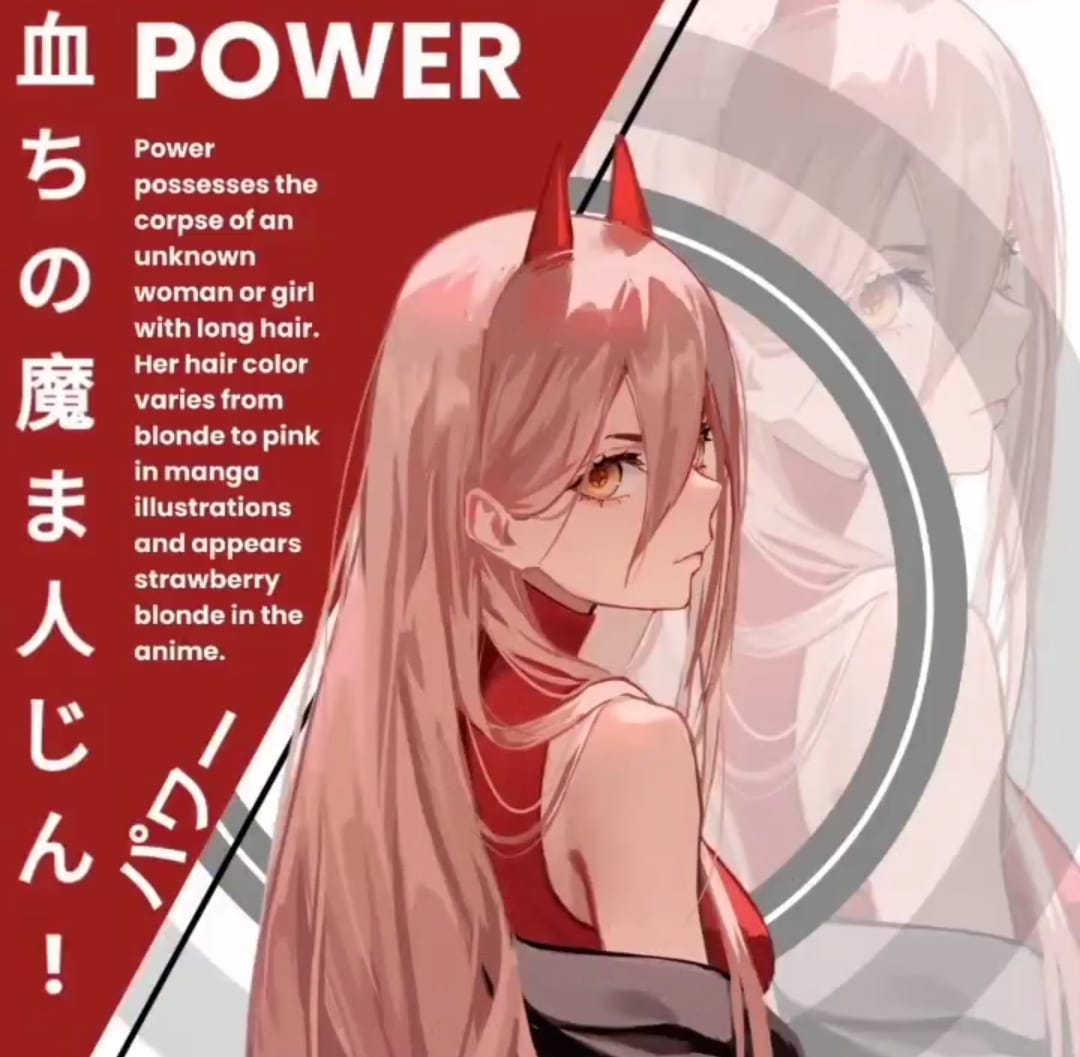 血ちの魔ま人じん！
POWER
Power
possesses the
corpse of an
unknown
woman or girl
with long hair.
Her hair color
varies from
blonde to pink
in manga
illustrations
and appears
strawberry
blonde in the
anime.
パワー